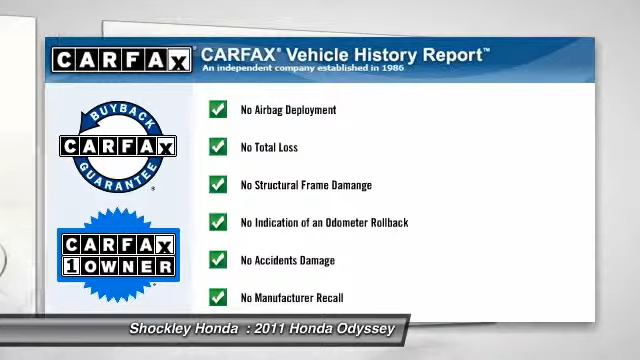 CARFAX® CARFAX® Vehicle History Report™
An independent company established in 1986
BUYBACK
CARFAX
GUARANTEE
®
No Airbag Deployment
No Total Loss
No Structural Frame Damange
No Indication of an Odometer Rollback
CARFAX
1 OWNER
No Accidents Damage
No Manufacturer Recall
Shockley Honda : 2011 Honda Odyssey